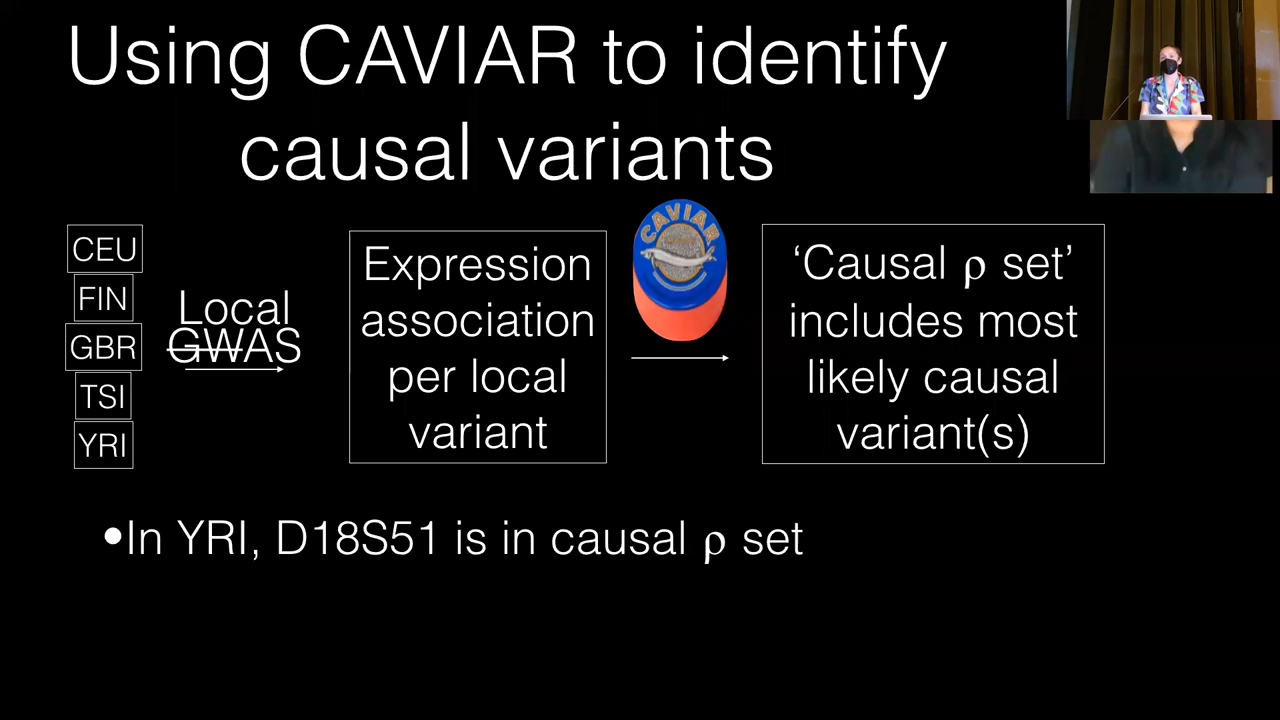 Using CAVIAR to identify
causal variants
CEU
FIN
GBR
TSI
YRI
Local
GWAS
Expression
association
per local
variant
CAVIAR
‘Causal ρ set’
includes most
likely causal
variant(s)
•In YRI, D18S51 is in causal ρ set